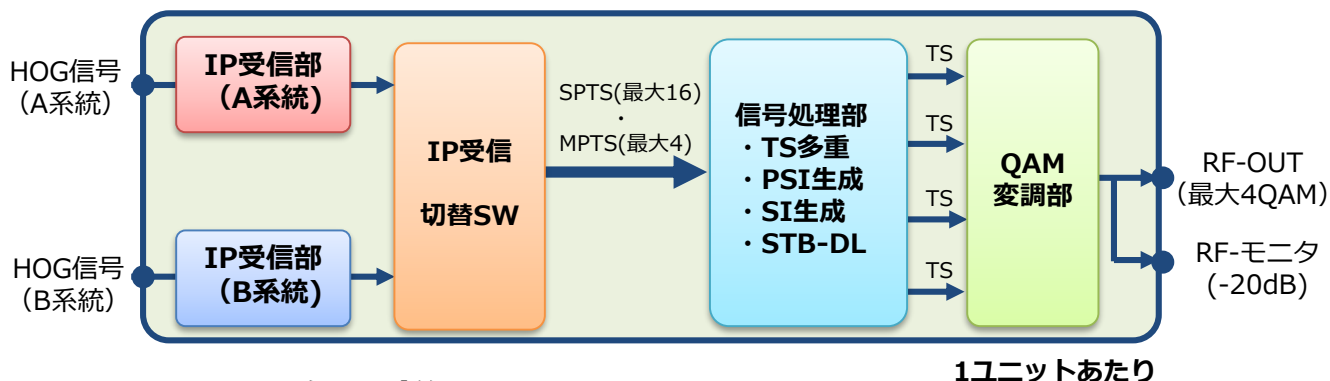 HOG信号
（A系統）
IP受信部
（A系統)
HOG信号
（B系統）
IP受信部
（B系統)
IP受信
切替SW
SPTS(最大16)
・
MPTS(最大4)
信号処理部
・TS多重
・PSI生成
・SI生成
・STB-DL
TS
TS
TS
TS
QAM
変調部
RF-OUT
（最大4QAM）
RF-モニタ
(-20dB)
1ユニットあたり